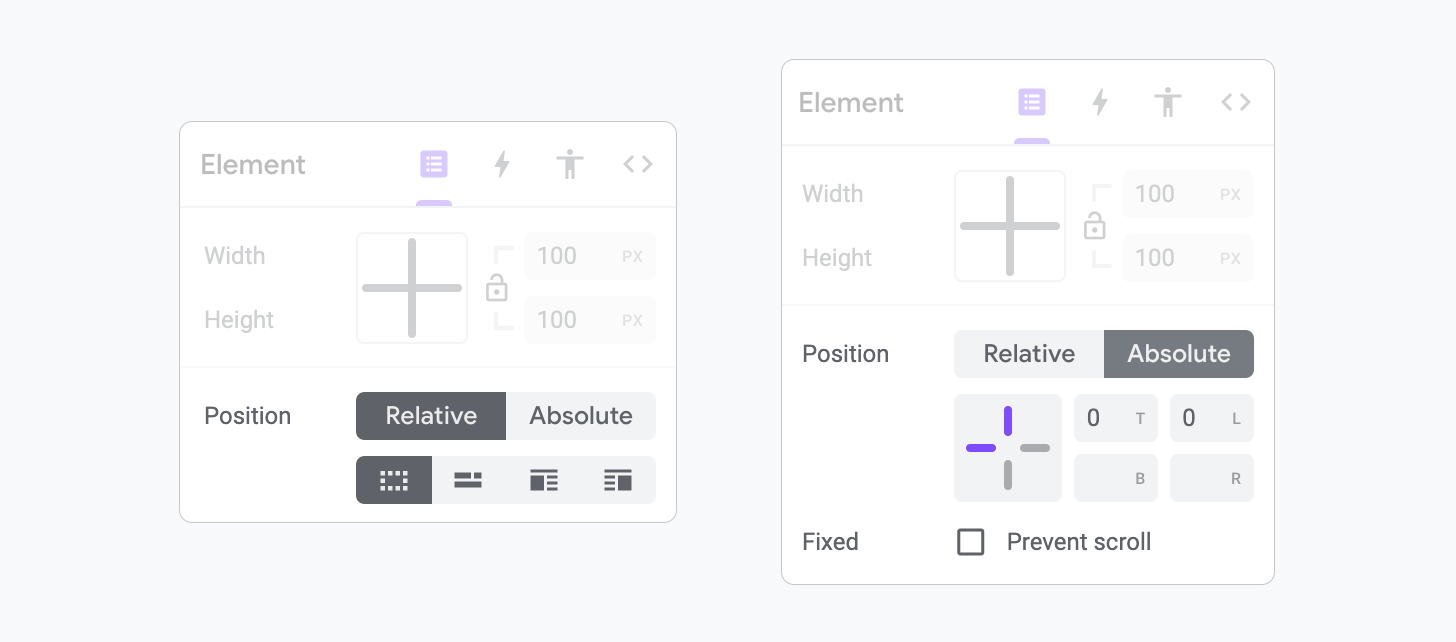 Element
Width
100 PX
Height
100 PX
Position
Relative Absolute
Element
Width
100 PX
Height
100 PX
Position
Relative Absolute
0 T 0 L
B R
Fixed
Prevent scroll